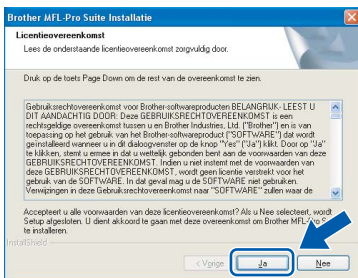 Brother MFL-Pro Suite Installatie
Licentieovereenkomst
Lees de onderstaande licentieovereenkomst zorgvuldig door.
Druk op de toets Page Down om de rest van de overeenkomst te zien.
Gebruiksrechtovereenkomst voor Brother-softwareproducten BELANGRIJK- LEEST U
DIT AANDACHTIG DOOR: Deze GEBRUIKSRECHTOVEREENKOMST is een
rechtsgeldige overeenkomst tussen u en Brother Industries, Ltd. ("Brother") en is van
toepassing op het gebruik van het Brother-softwareproduct ("SOFTWARE") dat wordt
geïnstalleerd wanneer u in dit dialoogvenster op de knop "Yes" ("Ja") klikt. Door op "Ja"
te klikken, stemt u ermee in dat u wettelijk gebonden bent aan de voorwaarden van deze
GEBRUIKSRECHTOVEREENKOMST. Indien u niet instemt met de voorwaarden van
deze GEBRUIKSRECHTOVEREENKOMST, wordt geen licentie verstrekt voor het
gebruik van de SOFTWARE. In dat geval mag u de SOFTWARE niet gebruiken.
Verwijzingen in deze Gebruiksrechtovereenkomst naar "SOFTWARE" zullen waar de
Accepteert u alle voorwaarden van deze licentieovereenkomst? Als u Nee selecteert, wordt
Setup afgesloten. U dient akkoord te gaan met deze overeenkomst om Brother MFL-Pro
te installeren.
InstallShield
< Vorige
Ja
Nee